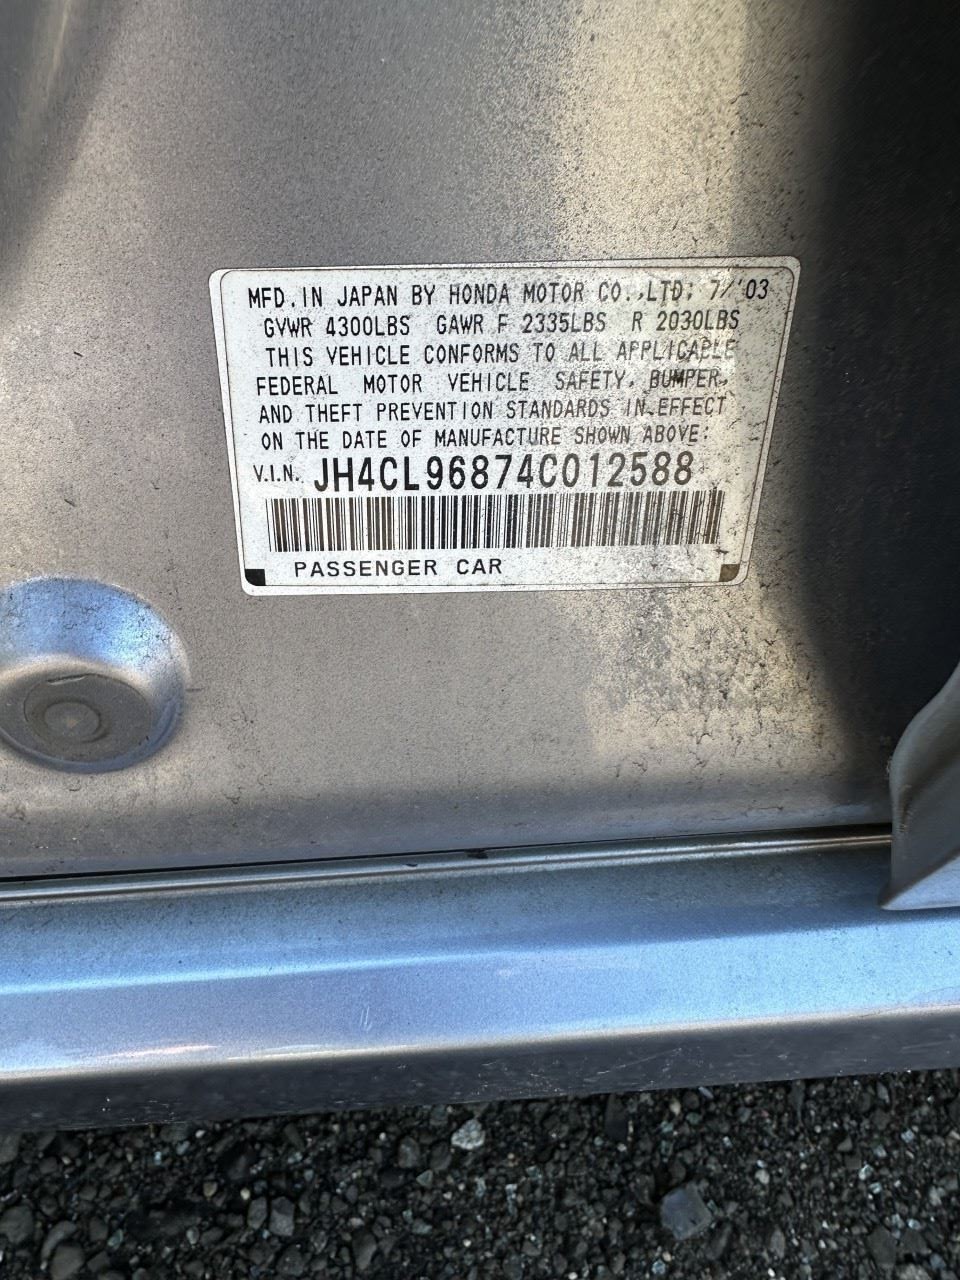 MFD. IN JAPAN BY HONDA MOTOR CO., LTD; 7/'03
GVWR 4300LBS GAWR F 2335LBS R 2030LBS
THIS VEHICLE CONFORMS TO ALL APPLICABLE
FEDERAL MOTOR VEHICLE SAFETY, BUMPER,
AND THEFT PREVENTION STANDARDS IN EFFECT
ON THE DATE OF MANUFACTURE SHOWN ABOVE:
V.I.N. JH4CL96874C012588
PASSENGER CAR